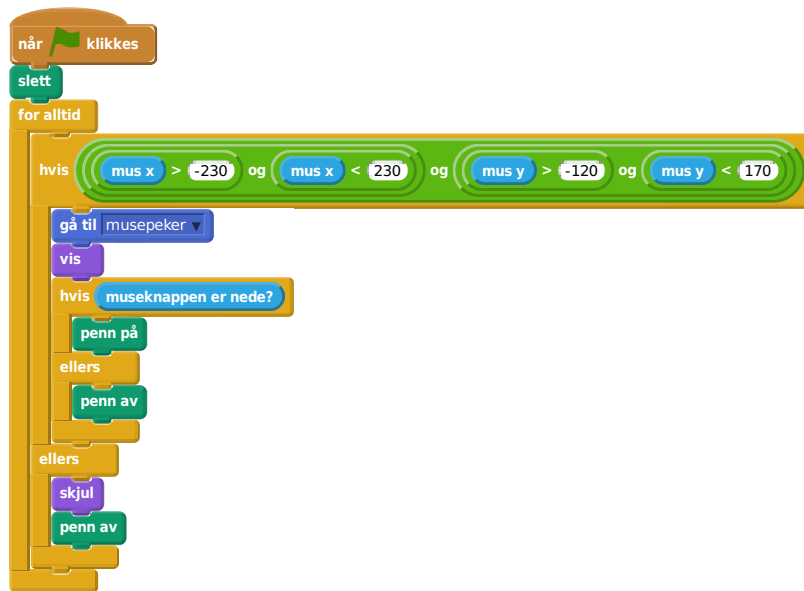 når klikkes
slett
for alltid
hvis mus x > -230 og mus x < 230 og mus y > -120 og mus y < 170
gå til musepeker
vis
hvis museknappen er nede?
penn på
ellers
penn av
ellers
skjul
penn av